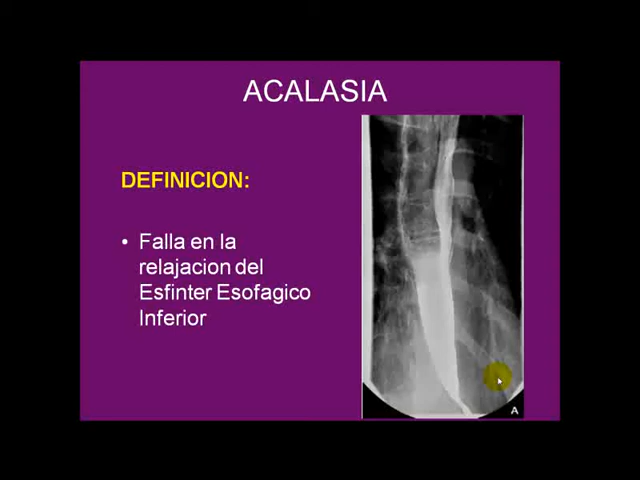 ACALASIA
DEFINICION:
• Falla en la
relajacion del
Esfinter Esofagico
Inferior
A